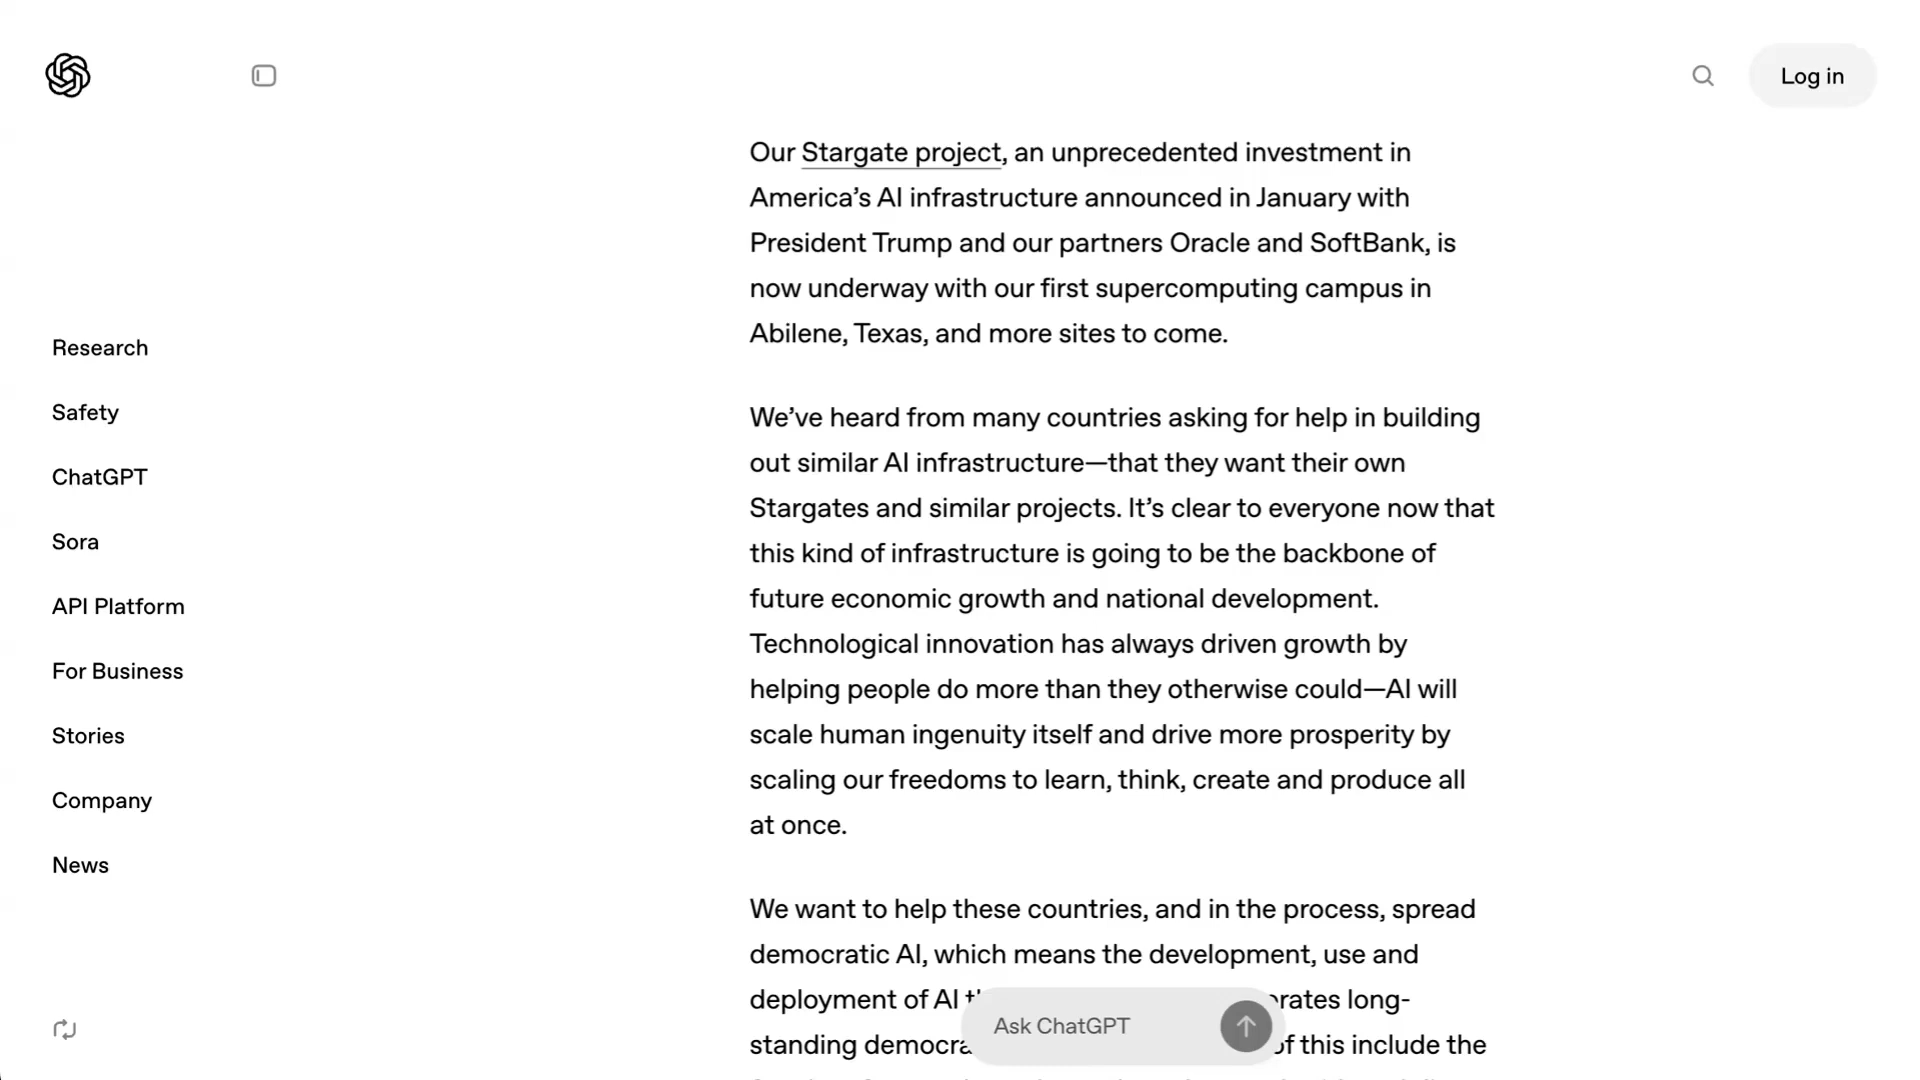 Log in
Research
Safety
ChatGPT
Sora
API Platform
For Business
Stories
Company
News
Our Stargate project, an unprecedented investment in
America’s AI infrastructure announced in January with
President Trump and our partners Oracle and SoftBank, is
now underway with our first supercomputing campus in
Abilene, Texas, and more sites to come.
We’ve heard from many countries asking for help in building
out similar AI infrastructure—that they want their own
Stargates and similar projects. It’s clear to everyone now that
this kind of infrastructure is going to be the backbone of
future economic growth and national development.
Technological innovation has always driven growth by
helping people do more than they otherwise could—AI will
scale human ingenuity itself and drive more prosperity by
scaling our freedoms to learn, think, create and produce all
at once.
We want to help these countries, and in the process, spread
democratic AI, which means the development, use and
deployment of AI long-
standing of this include the
Ask ChatGPT